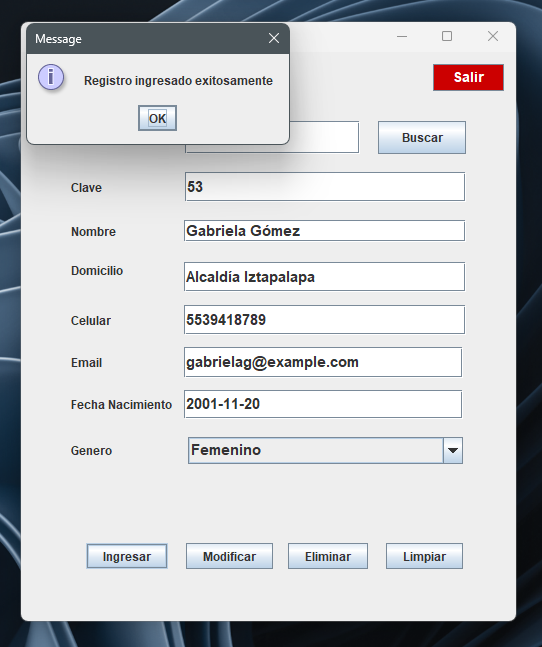 Message
Registro ingresado exitosamente
OK
Salir
Buscar
Clave 53
Nombre Gabriela Gómez
Domicilio Alcaldía Iztapalapa
Celular 5539418789
Email gabrielag@example.com
Fecha Nacimiento 2001-11-20
Genero Femenino
Ingresar Modificar Eliminar Limpiar